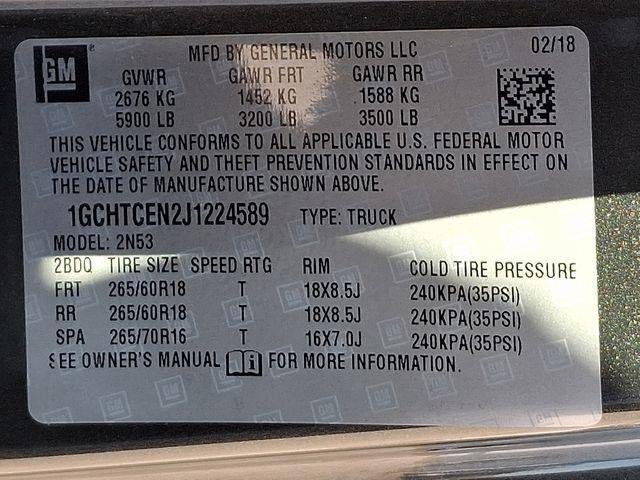 GM ® MFD BY GENERAL MOTORS LLC 02/18
GVWR GAWR FRT GAWR RR
2676 KG 1452 KG 1588 KG
5900 LB 3200 LB 3500 LB
THIS VEHICLE CONFORMS TO ALL APPLICABLE U.S. FEDERAL MOTOR
VEHICLE SAFETY AND THEFT PREVENTION STANDARDS IN EFFECT ON
THE DATE OF MANUFACTURE SHOWN ABOVE.
1GCHTCEN2J1224589 TYPE: TRUCK
MODEL: 2N53
2BDQ TIRE SIZE SPEED RTG RIM COLD TIRE PRESSURE
FRT 265/60R18 T 18X8.5J 240KPA(35PSI)
RR 265/60R18 T 18X8.5J 240KPA(35PSI)
SPA 265/70R16 T 16X7.0J 240KPA(35PSI)
SEE OWNER'S MANUAL FOR MORE INFORMATION.